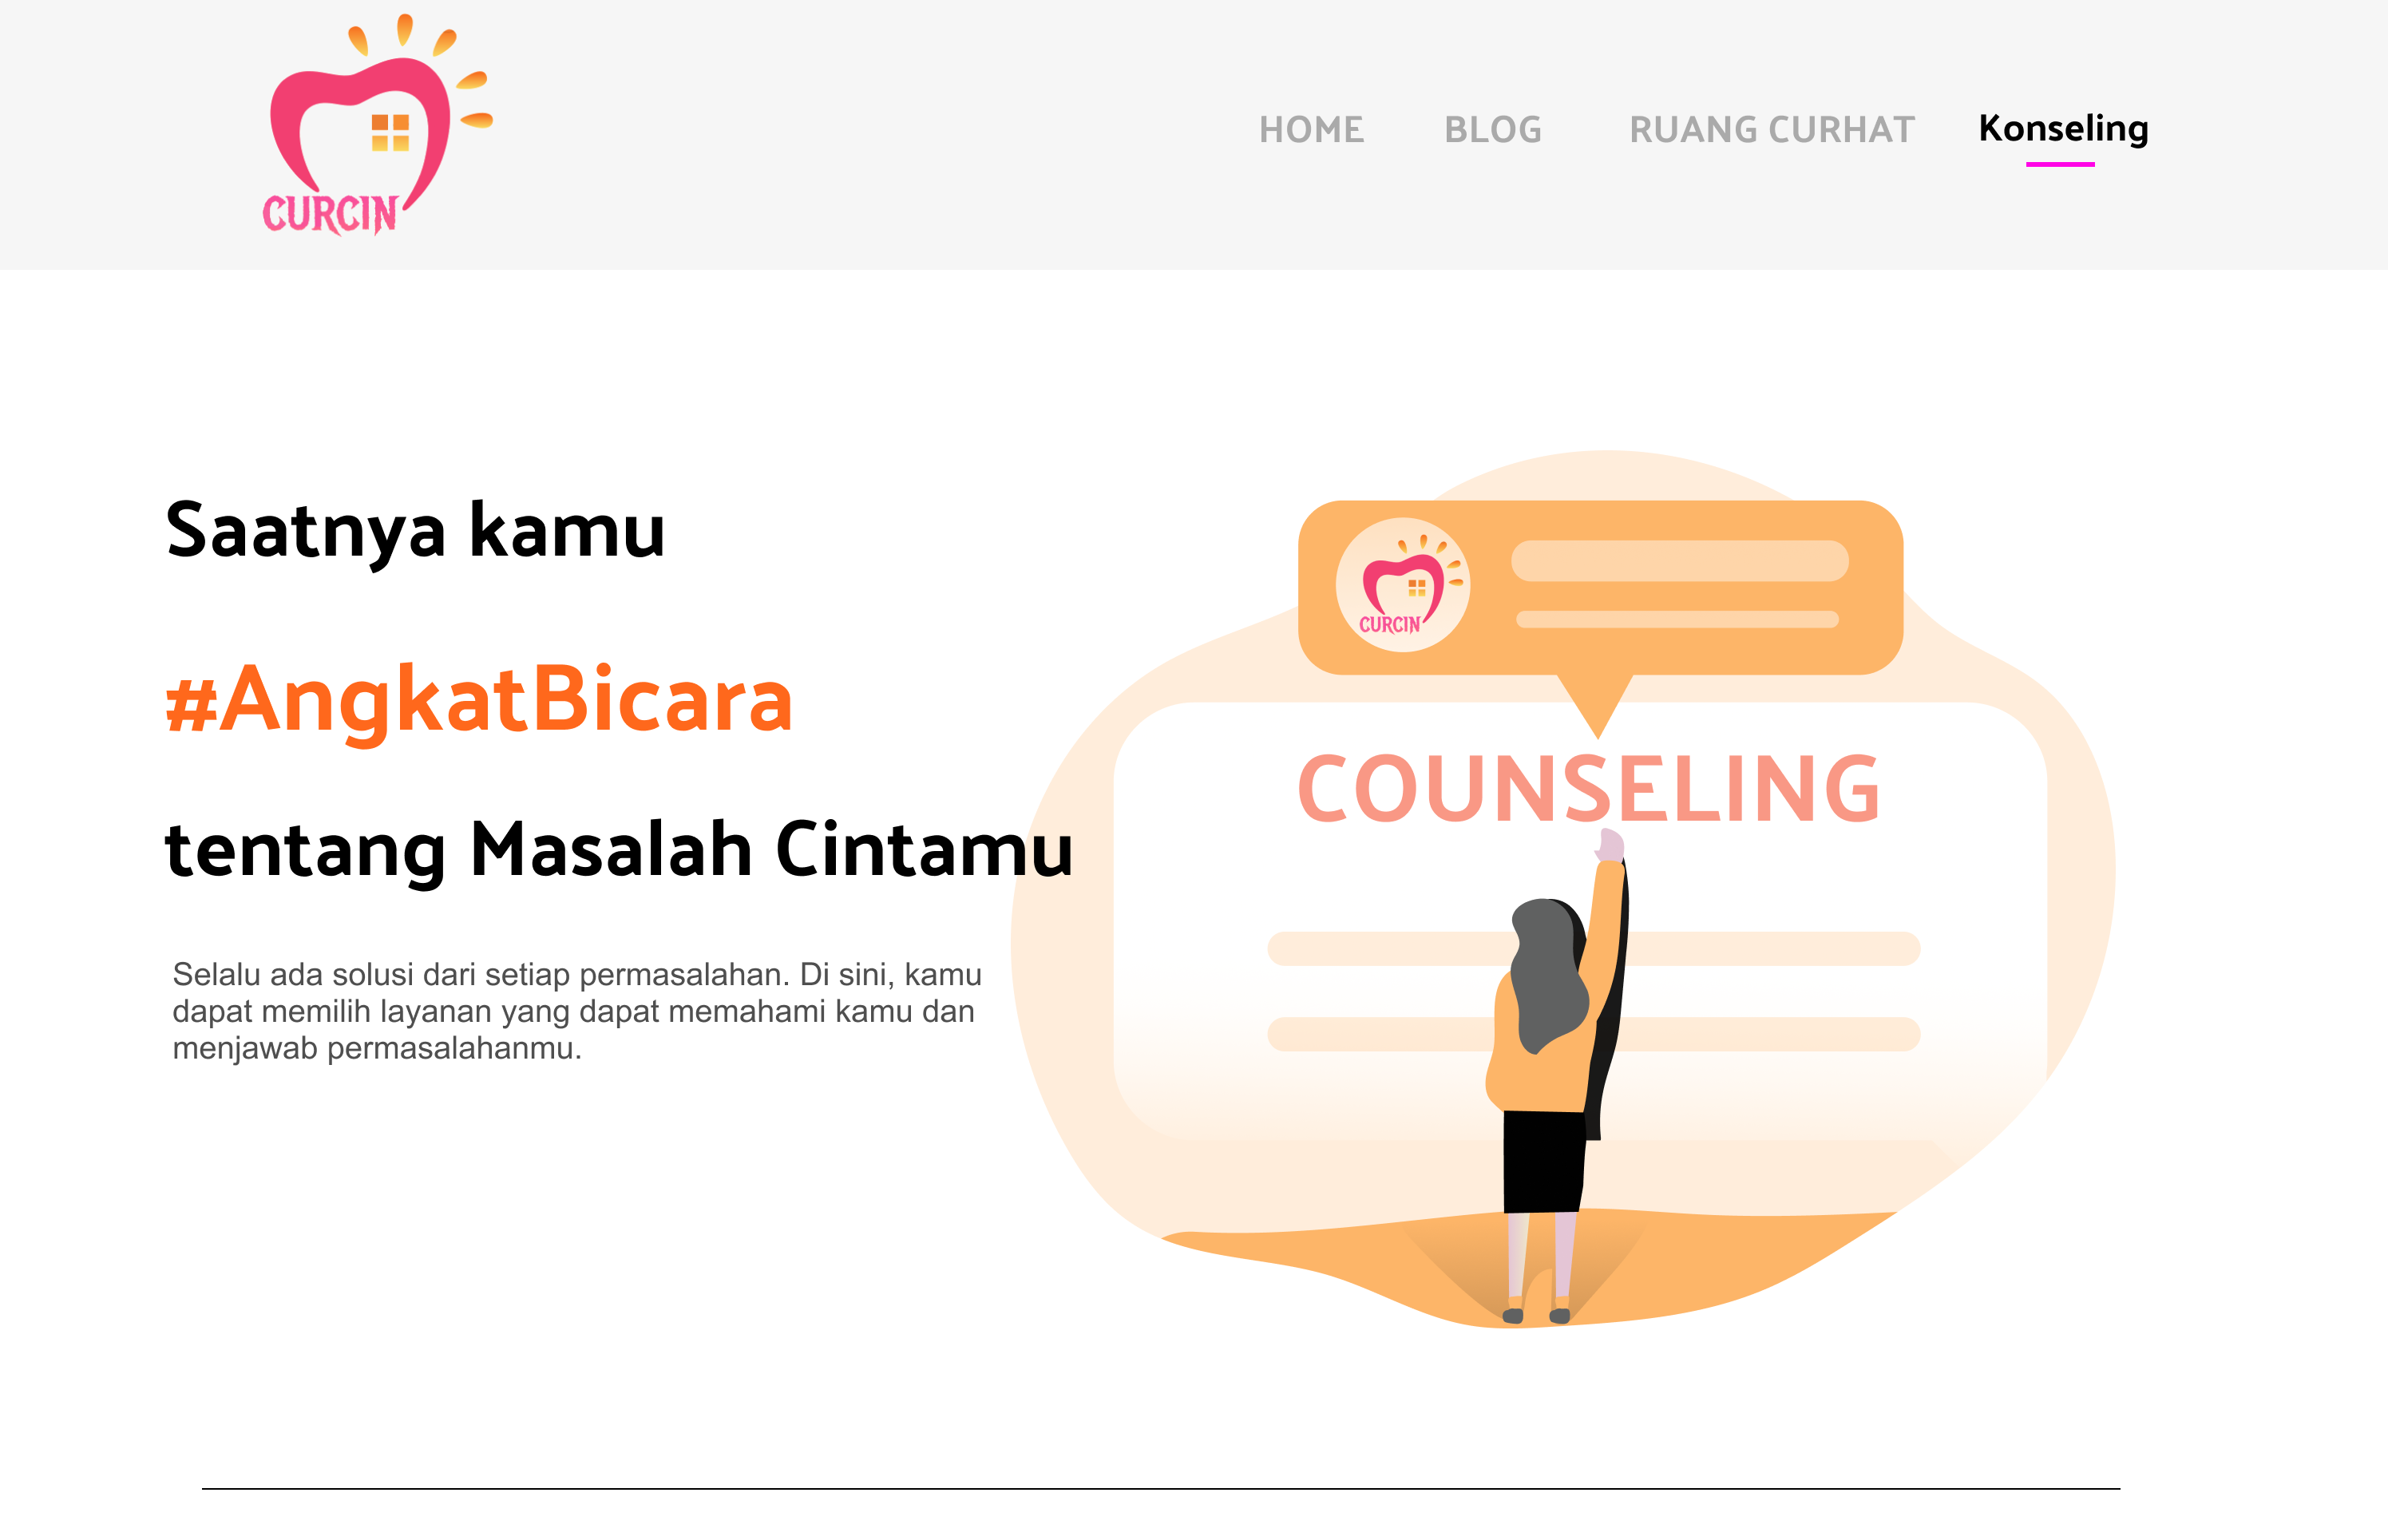 CURCIN
HOME BLOG RUANG CURHAT Konseling
Saatnya kamu
#AngkatBicara
tentang Masalah Cintamu
Selalu ada solusi dari setiap permasalahan. Di sini, kamu
dapat memilih layanan yang dapat memahami kamu dan
menjawab permasalahanmu.
CURCIN
COUNSELING